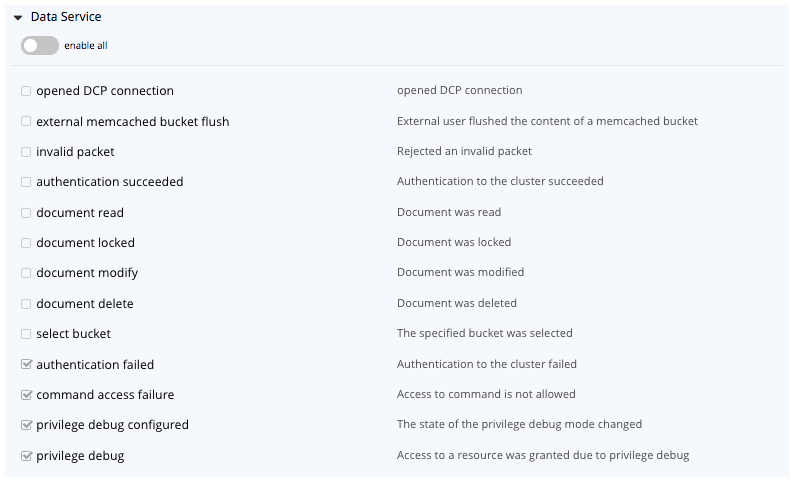 Data Service
enable all
opened DCP connection opened DCP connection
external memcached bucket flush External user flushed the content of a memcached bucket
invalid packet Rejected an invalid packet
authentication succeeded Authentication to the cluster succeeded
document read Document was read
document locked Document was locked
document modify Document was modified
document delete Document was deleted
select bucket The specified bucket was selected
authentication failed Authentication to the cluster failed
command access failure Access to command is not allowed
privilege debug configured The state of the privilege debug mode changed
privilege debug Access to a resource was granted due to privilege debug